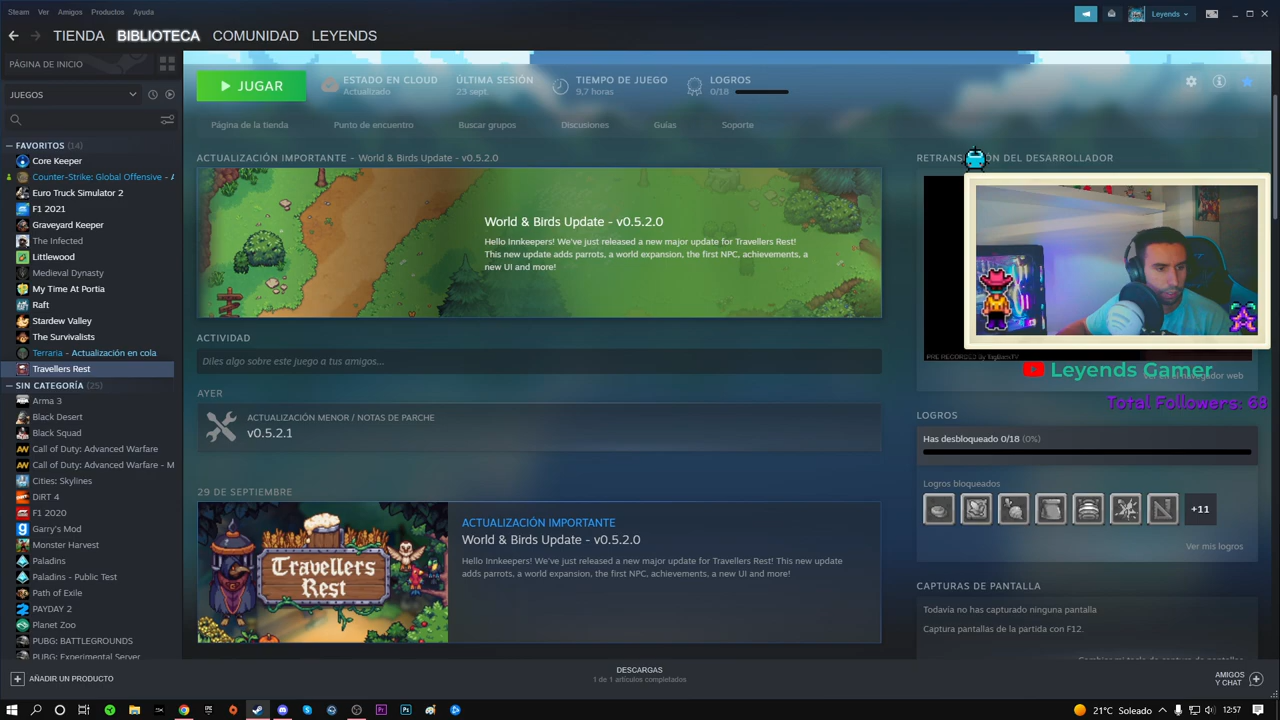 Steam Ver Amigos Productos Ayuda
Leyends
TIENDA BIBLIOTECA COMUNIDAD LEYENDS
PÁGINA DE INICIO
JUEGOS
FAVORITOS (14)
Core Keeper
Counter-Strike: Global Offensive - A
Euro Truck Simulator 2
F1 2021
Graveyard Keeper
The Infected
Littlewood
Medieval Dynasty
My Time At Portia
Raft
Stardew Valley
The Survivalists
Terraria - Actualización en cola
Travellers Rest
SIN CATEGORÍA (25)
Arma 3
Black Desert
Black Squad
Call of Duty: Advanced Warfare
Call of Duty: Advanced Warfare - M
Cities: Skylines
DiRT 4
F1 2020
Garry's Mod
Monster Harvest
Paladins
Paladins - Public Test
Path of Exile
PAYDAY 2
Planet Zoo
PUBG: BATTLEGROUNDS
PUBG: Experimental Server
AÑADIR UN PRODUCTO
JUGAR
ESTADO EN CLOUD
Actualizado
ÚLTIMA SESIÓN
23 sept.
TIEMPO DE JUEGO
9,7 horas
LOGROS
0/18
Página de la tienda Punto de encuentro Buscar grupos Discusiones Guías Soporte
ACTUALIZACIÓN IMPORTANTE - World & Birds Update - v0.5.2.0
World & Birds Update - v0.5.2.0
Hello Innkeepers! We've just released a new major update for Travellers Rest!
This new update adds parrots, a world expansion, the first NPC, achievements, a
new UI and more!
ACTIVIDAD
Diles algo sobre este juego a tus amigos...
AYER
ACTUALIZACIÓN MENOR / NOTAS DE PARCHE
v0.5.2.1
29 DE SEPTIEMBRE
Travellers
Rest
ACTUALIZACIÓN IMPORTANTE
World & Birds Update - v0.5.2.0
Hello Innkeepers! We've just released a new major update for Travellers Rest! This new update
adds parrots, a world expansion, the first NPC, achievements, a new UI and more!
DEL DESARROLLADOR
PRE RECORDED
Leyends Gamer
navegador web
Total Followers: 68
LOGROS
Has desbloqueado 0/18 (0%)
Logros bloqueados
+11
Ver mis logros
CAPTURAS DE PANTALLA
Todavía no has capturado ninguna pantalla
Captura pantallas de la partida con F12.
DESCARGAS
1 de 1 artículos completados
AMIGOS
Y CHAT
21°C Soleado
12:57